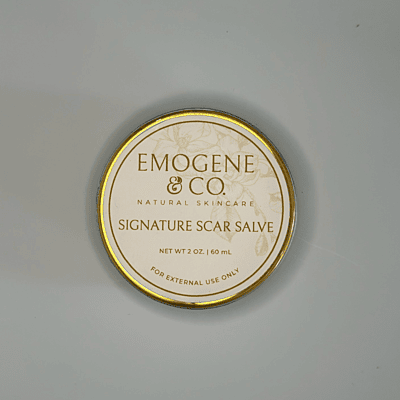 EMOGENE
& CO.
NATURAL SKINCARE
SIGNATURE SCAR SALVE
NET WT 2 OZ. | 60 mL
FOR EXTERNAL USE ONLY